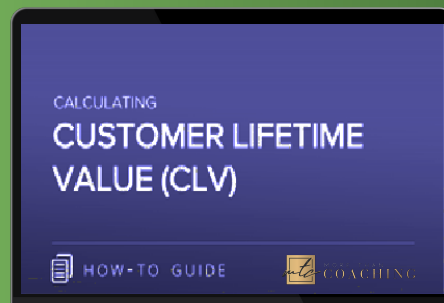 CALCULATING
CUSTOMER LIFETIME
VALUE (CLV)
HOW-TO GUIDE
COACHING